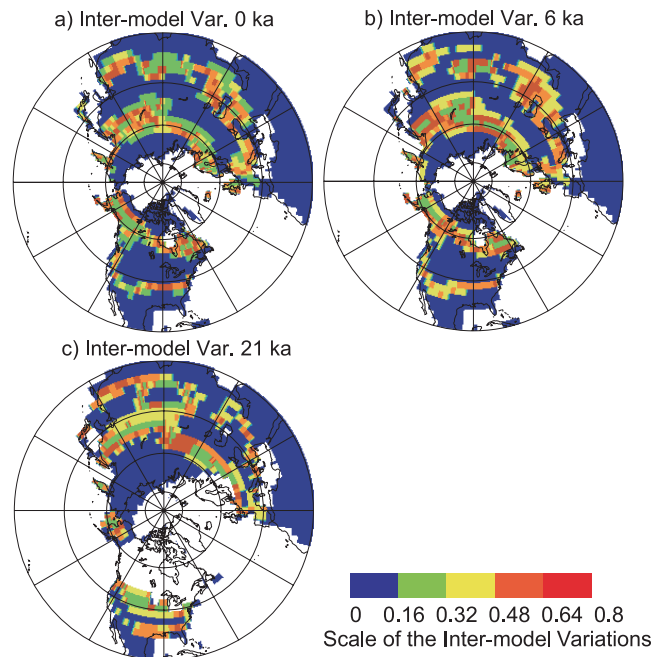 a) Inter-model Var. 0 ka
b) Inter-model Var. 6 ka
c) Inter-model Var. 21 ka
0 0.16 0.32 0.48 0.64 0.8
Scale of the Inter-model Variations